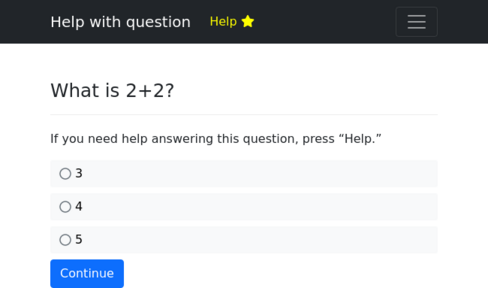 Help with question Help
What is 2+2?
If you need help answering this question, press “Help.”
3
4
5
Continue